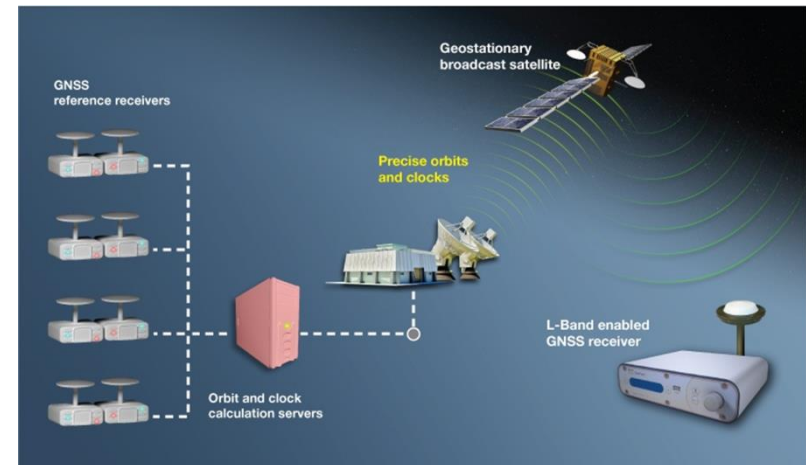 Geostationary
broadcast satellite
GNSS
reference receivers
Precise orbits
and clocks
L-Band enabled
GNSS receiver
Orbit and clock
calculation servers